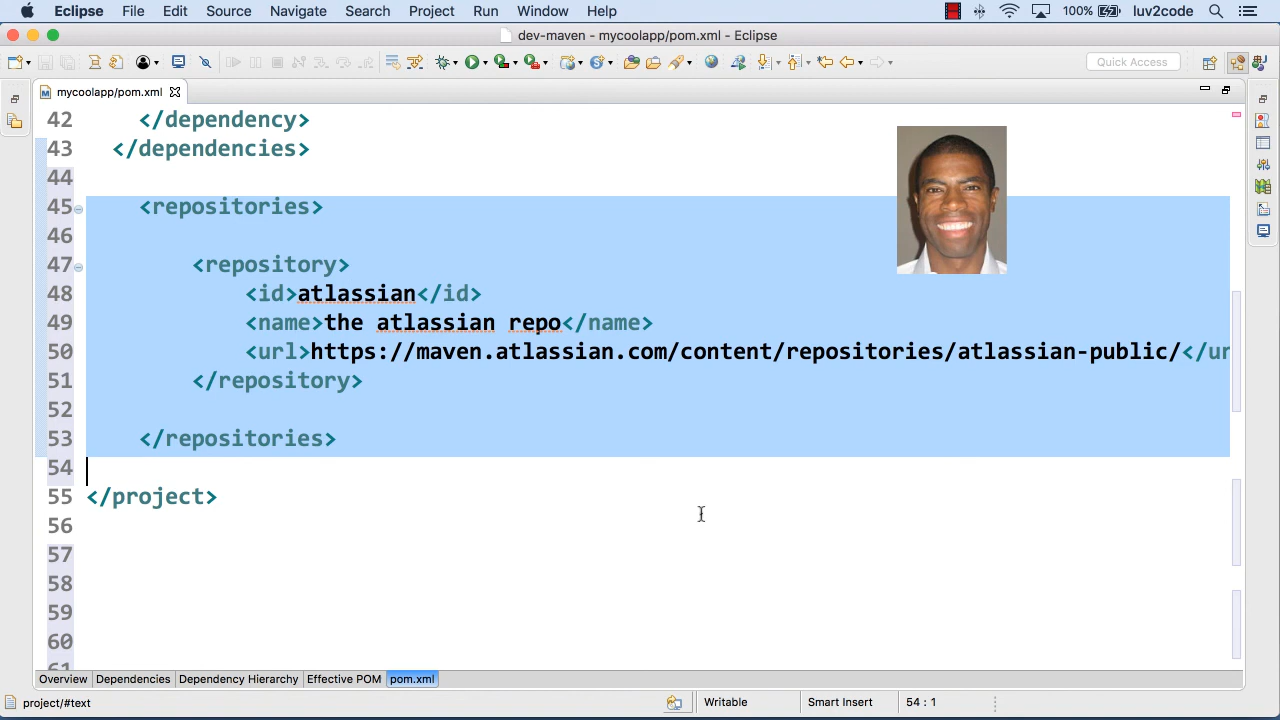 Eclipse File Edit Source Navigate Search Project Run Window Help 100% luv2code
dev-maven - mycoolapp/pom.xml - Eclipse
Quick Access
mycoolapp/pom.xml
42 </dependency>
43 </dependencies>
44
45 <repositories>
46
47 <repository>
48 <id>atlassian</id>
49 <name>the atlassian repo</name>
50 <url>https://maven.atlassian.com/content/repositories/atlassian-public/</ur
51 </repository>
52
53 </repositories>
54
55 </project>
56
57
58
59
60
61
Overview Dependencies Dependency Hierarchy Effective POM pom.xml
project/#text Writable Smart Insert 54 : 1